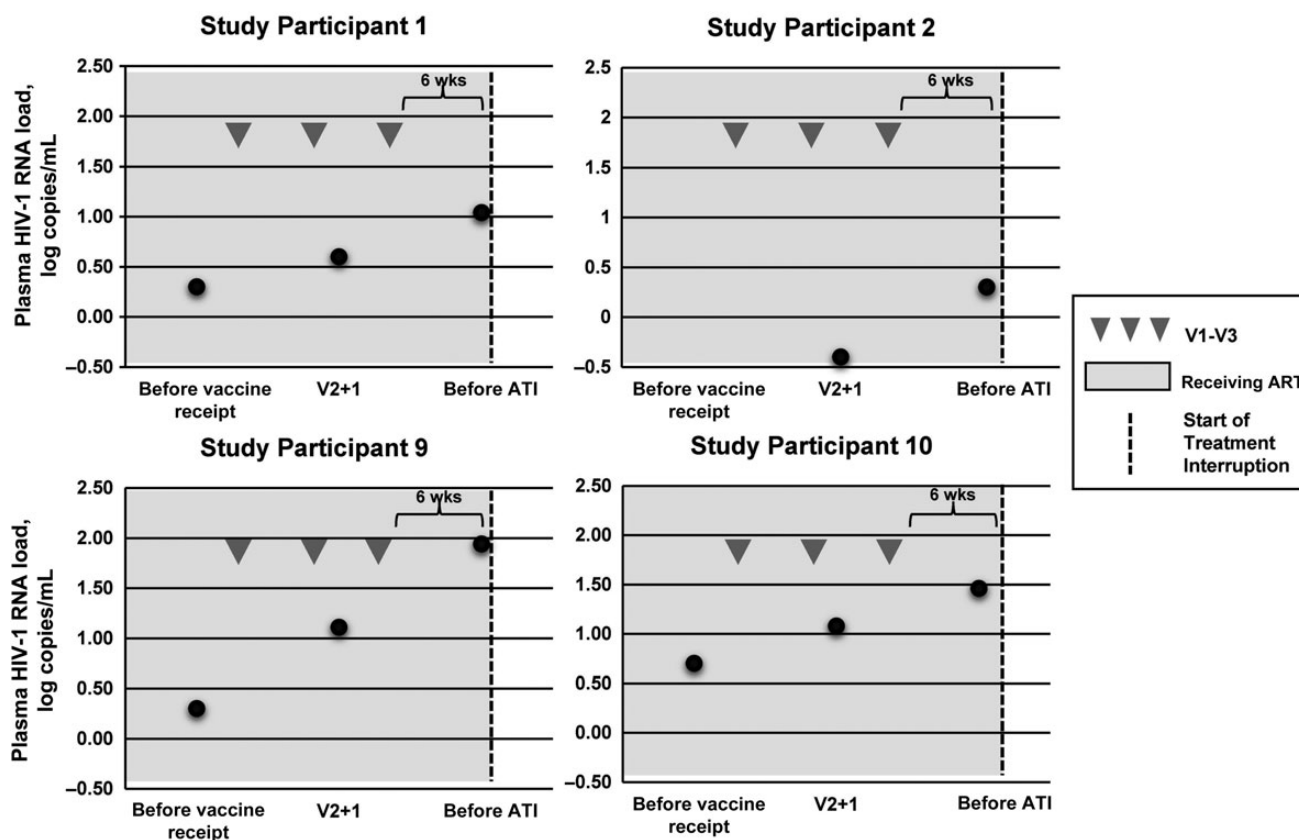 Study Participant 1
Plasma HIV-1 RNA load,
log copies/mL
2.50
2.00
1.50
1.00
0.50
0.00
–0.50
6 wks
Before vaccine
receipt
V2+1
Before ATI
Study Participant 2
2.5
2
1.5
1
0.5
0
–0.5
6 wks
Before vaccine
receipt
V2+1
Before ATI
V1-V3
Receiving ART
Start of
Treatment
Interruption
Study Participant 9
Plasma HIV-1 RNA load,
log copies/mL
2.50
2.00
1.50
1.00
0.50
0.00
–0.50
6 wks
Before vaccine
receipt
V2+1
Before ATI
Study Participant 10
2.50
2.00
1.50
1.00
0.50
0.00
–0.50
6 wks
Before vaccine
receipt
V2+1
Before ATI